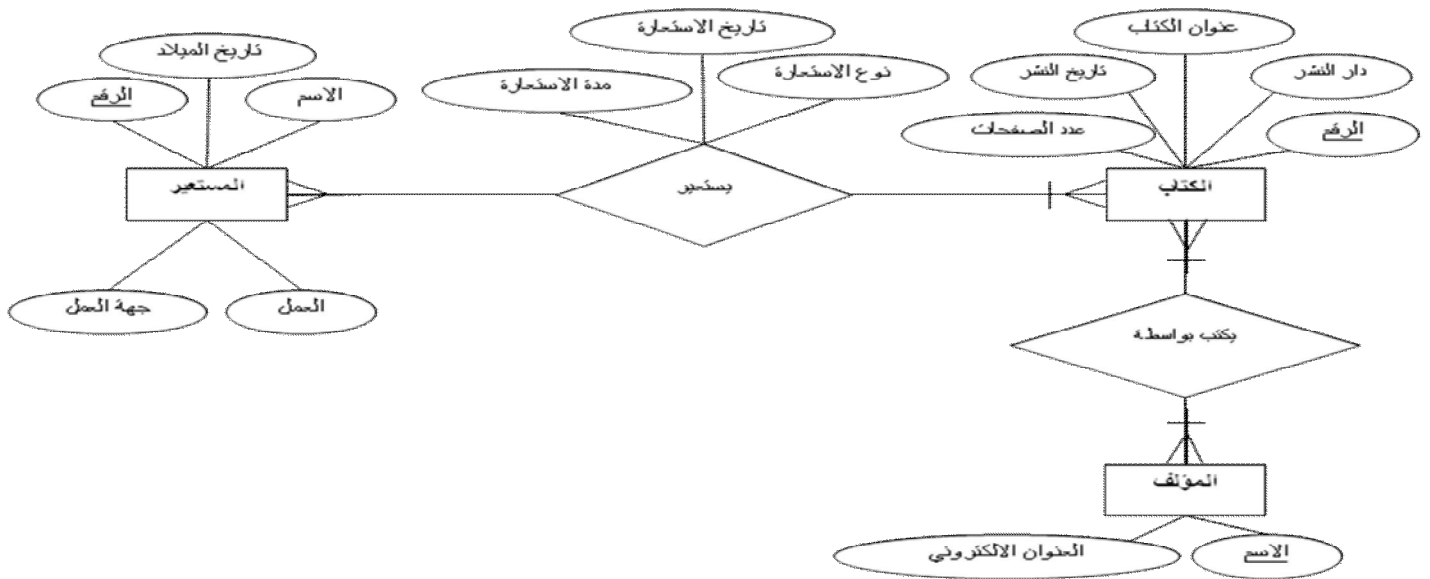 تاريخ الاستعارة
عنوان الكتاب
تاريخ الميلاد
نوع الاستعارة
مدة الاستعارة
دار النشر
تاريخ النشر
الاسم
الرقم
الرقم
عدد الصفحات
الكتاب
يستعير
المستعير
العمل
جهة العمل
يكتب بواسطة
المؤلف
الاسم
العنوان الالكتروني